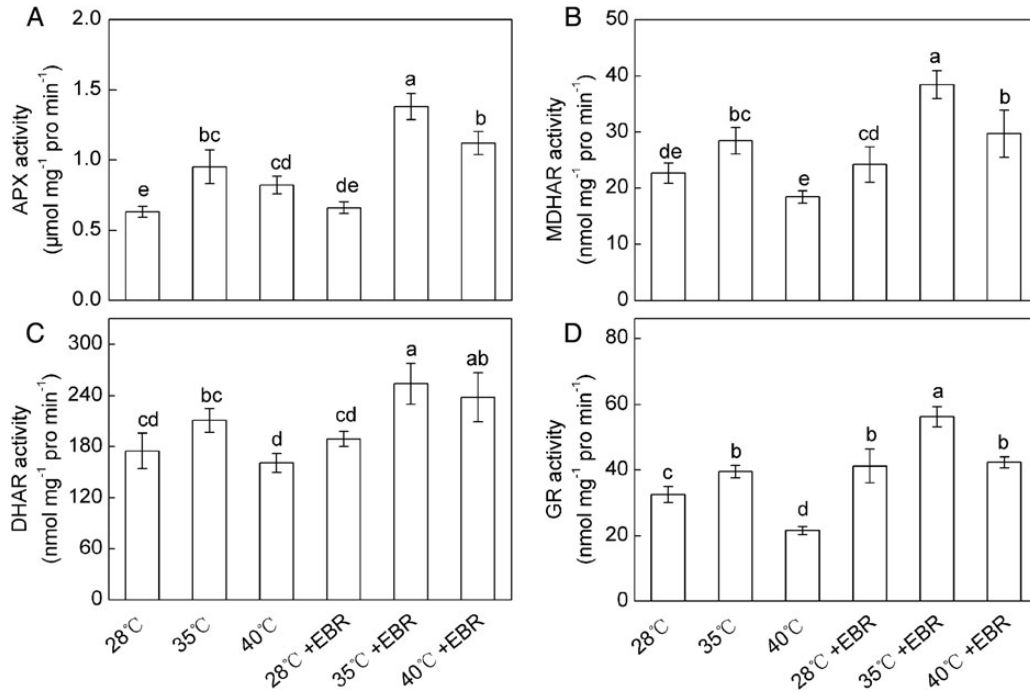 A
APX activity
(μmol mg⁻¹ pro min⁻¹)
2.0
1.5
1.0
0.5
0.0
e
bc
cd
de
a
b
B
MDHAR activity
(nmol mg⁻¹ pro min⁻¹)
50
40
30
20
10
0
de
bc
e
cd
a
b
C
DHAR activity
(nmol mg⁻¹ pro min⁻¹)
300
240
180
120
60
0
cd
bc
d
cd
a
ab
28℃
35℃
40℃
28℃ +EBR
35℃ +EBR
40℃ +EBR
D
GR activity
(nmol mg⁻¹ pro min⁻¹)
80
60
40
20
0
c
b
d
b
a
b
28℃
35℃
40℃
28℃ +EBR
35℃ +EBR
40℃ +EBR